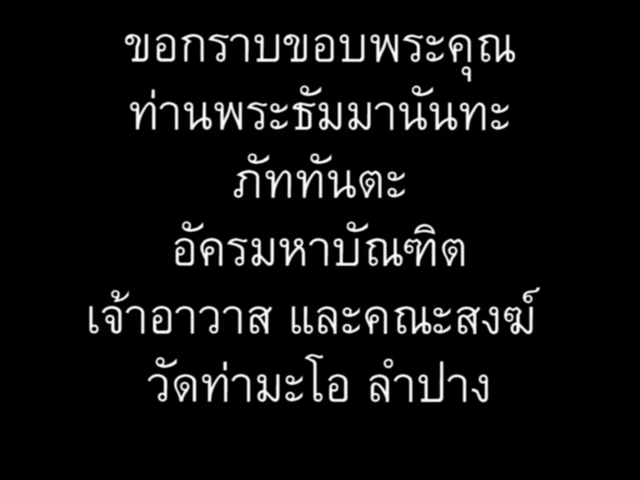 ขอกราบขอบพระคุณ
ท่านพระธัมมานันทะ
ภัททันตะ
อัครมหาบัณฑิต
เจ้าอาวาส และคณะสงฆ์
วัดท่ามะโอ ลำปาง